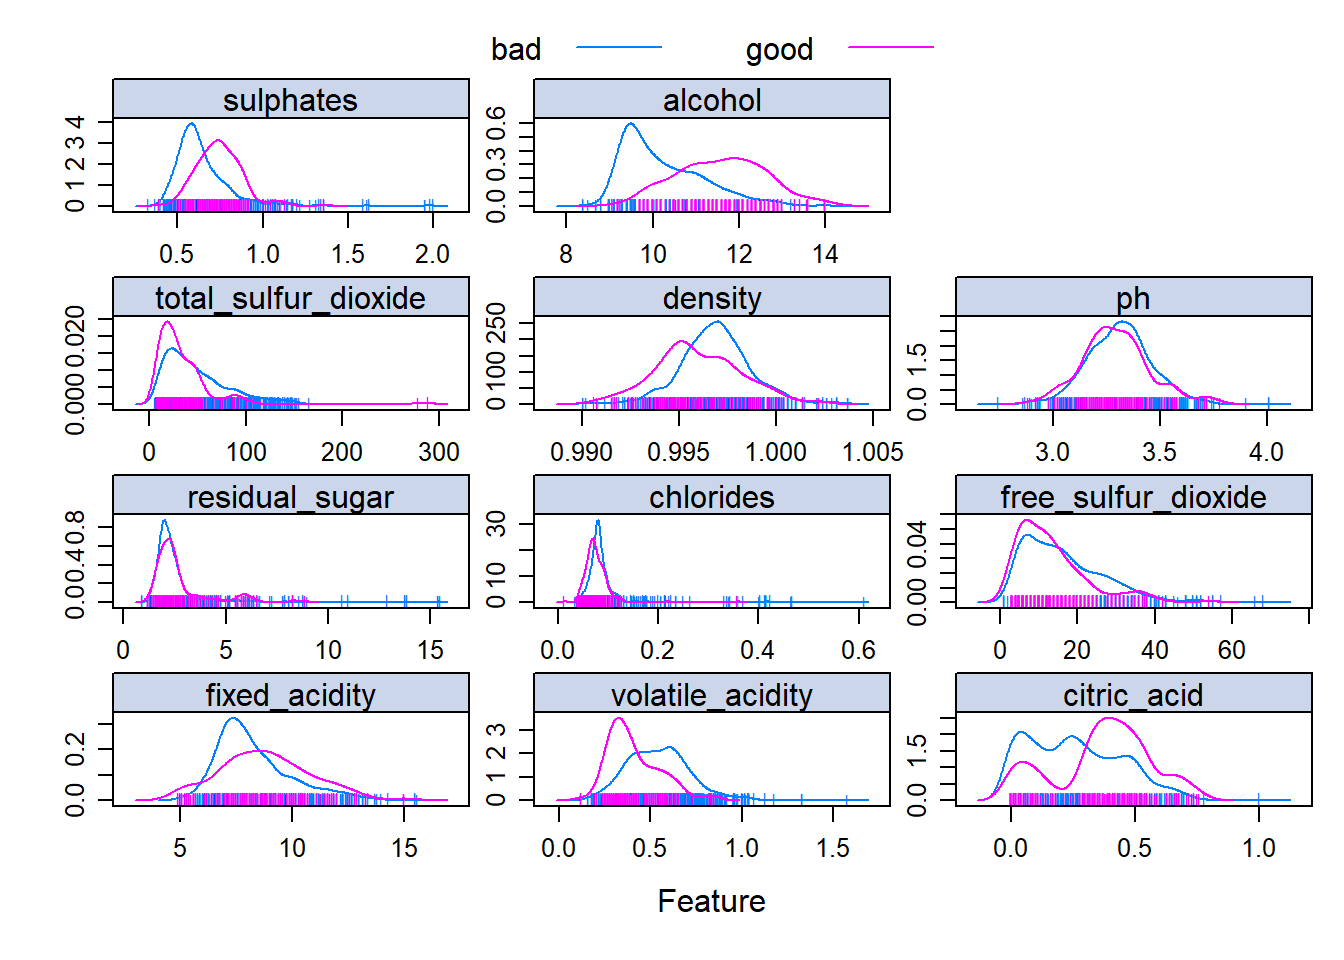 bad good
sulphates alcohol
0 1 2 3 4
0.0 0.3 0.6
0.5 1.0 1.5 2.0
8 10 12 14
total_sulfur_dioxide density ph
0.000 0.020
0 100 250
0.0 1.5
0 100 200 300
0.990 0.995 1.000 1.005
3.0 3.5 4.0
residual_sugar chlorides free_sulfur_dioxide
0.0 0.4 0.8
0 10 30
0.00 0.04
0 5 10 15
0.0 0.2 0.4 0.6
0 20 40 60
fixed_acidity volatile_acidity citric_acid
0.0 0.2
0 1 2 3
0.0 1.5
5 10 15
0.0 0.5 1.0 1.5
0.0 0.5 1.0
Feature